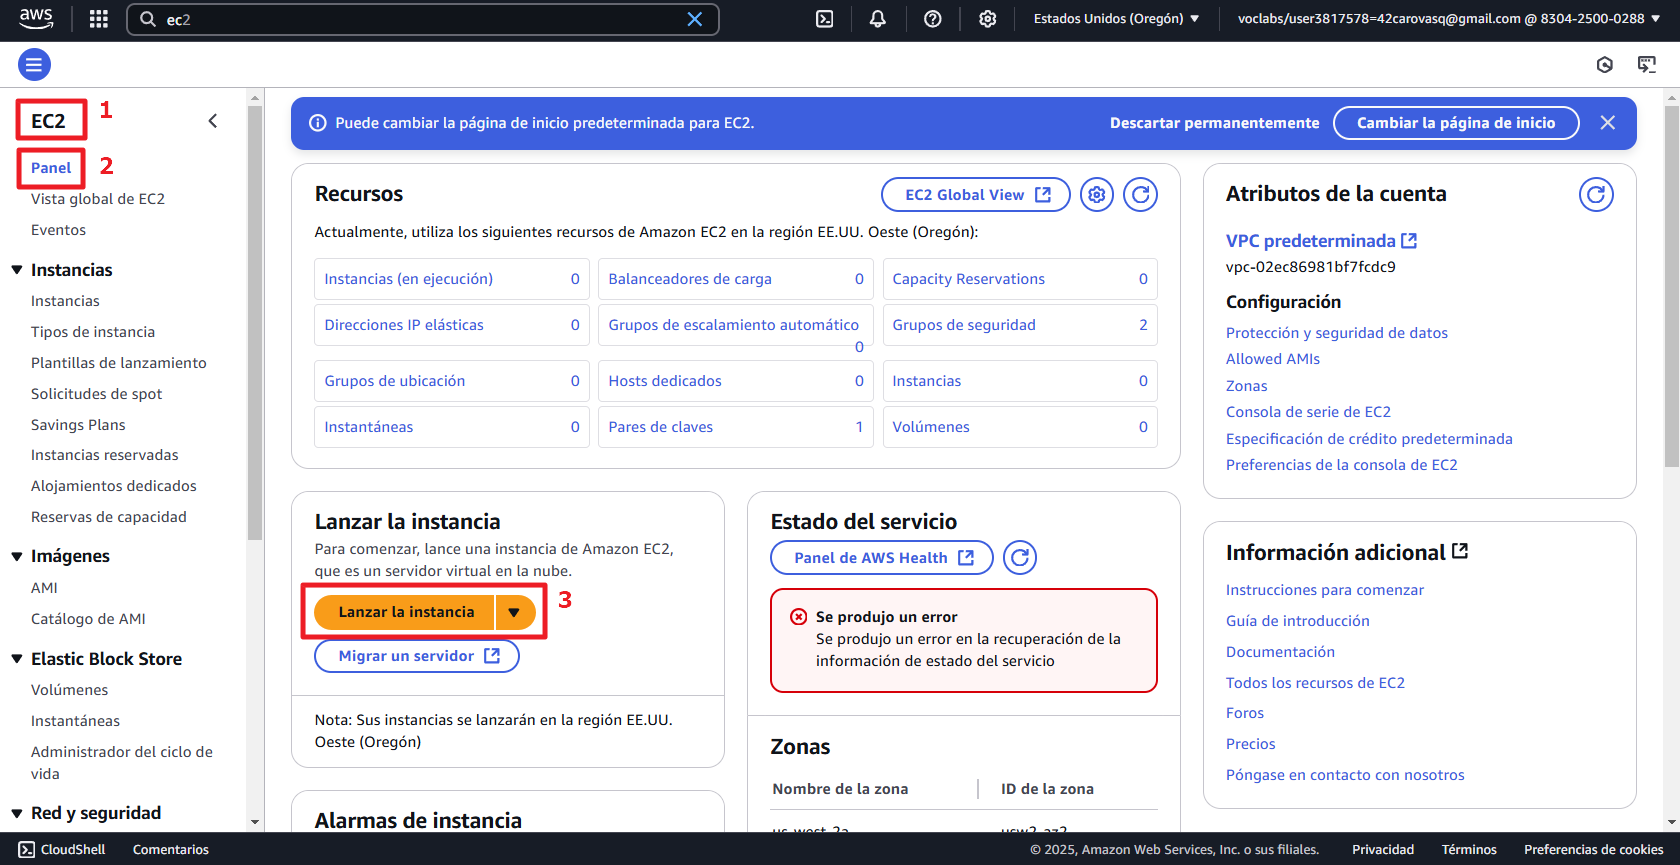 aws
ec2
Estados Unidos (Oregón)
voclabs/user3817578=42carovasq@gmail.com @ 8304-2500-0288
EC2
1
Panel
2
Vista global de EC2
Eventos
Instancias
Instancias
Tipos de instancia
Plantillas de lanzamiento
Solicitudes de spot
Savings Plans
Instancias reservadas
Alojamientos dedicados
Reservas de capacidad
Imágenes
AMI
Catálogo de AMI
Elastic Block Store
Volúmenes
Instantáneas
Administrador del ciclo de
vida
Red y seguridad
Puede cambiar la página de inicio predeterminada para EC2.
Descartar permanentemente
Cambiar la página de inicio
Recursos
EC2 Global View
Actualmente, utiliza los siguientes recursos de Amazon EC2 en la región EE.UU. Oeste (Oregón):
Instancias (en ejecución) 0
Balanceadores de carga 0
Capacity Reservations 0
Direcciones IP elásticas 0
Grupos de escalamiento automático
0
Grupos de seguridad 2
Grupos de ubicación 0
Hosts dedicados 0
Instancias 0
Instantáneas 0
Pares de claves 1
Volúmenes 0
Lanzar la instancia
Para comenzar, lance una instancia de Amazon EC2,
que es un servidor virtual en la nube.
Lanzar la instancia
3
Migrar un servidor
Nota: Sus instancias se lanzarán en la región EE.UU.
Oeste (Oregón)
Alarmas de instancia
Estado del servicio
Panel de AWS Health
Se produjo un error
Se produjo un error en la recuperación de la
información de estado del servicio
Zonas
Nombre de la zona
ID de la zona
us-west-2a
usw2-az2
Atributos de la cuenta
VPC predeterminada
vpc-02ec86981bf7fcdc9
Configuración
Protección y seguridad de datos
Allowed AMIs
Zonas
Consola de serie de EC2
Especificación de crédito predeterminada
Preferencias de la consola de EC2
Información adicional
Instrucciones para comenzar
Guía de introducción
Documentación
Todos los recursos de EC2
Foros
Precios
Póngase en contacto con nosotros
CloudShell
Comentarios
© 2025, Amazon Web Services, Inc. o sus filiales.
Privacidad
Términos
Preferencias de cookies